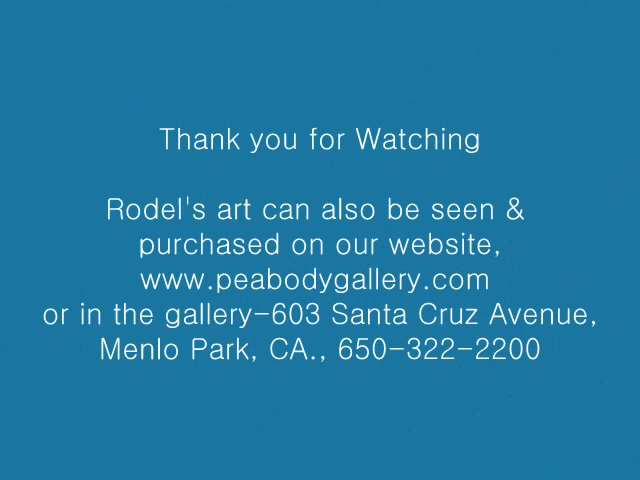 Thank you for Watching
Rodel's art can also be seen &
purchased on our website,
www.peabodygallery.com
or in the gallery-603 Santa Cruz Avenue,
Menlo Park, CA., 650-322-2200